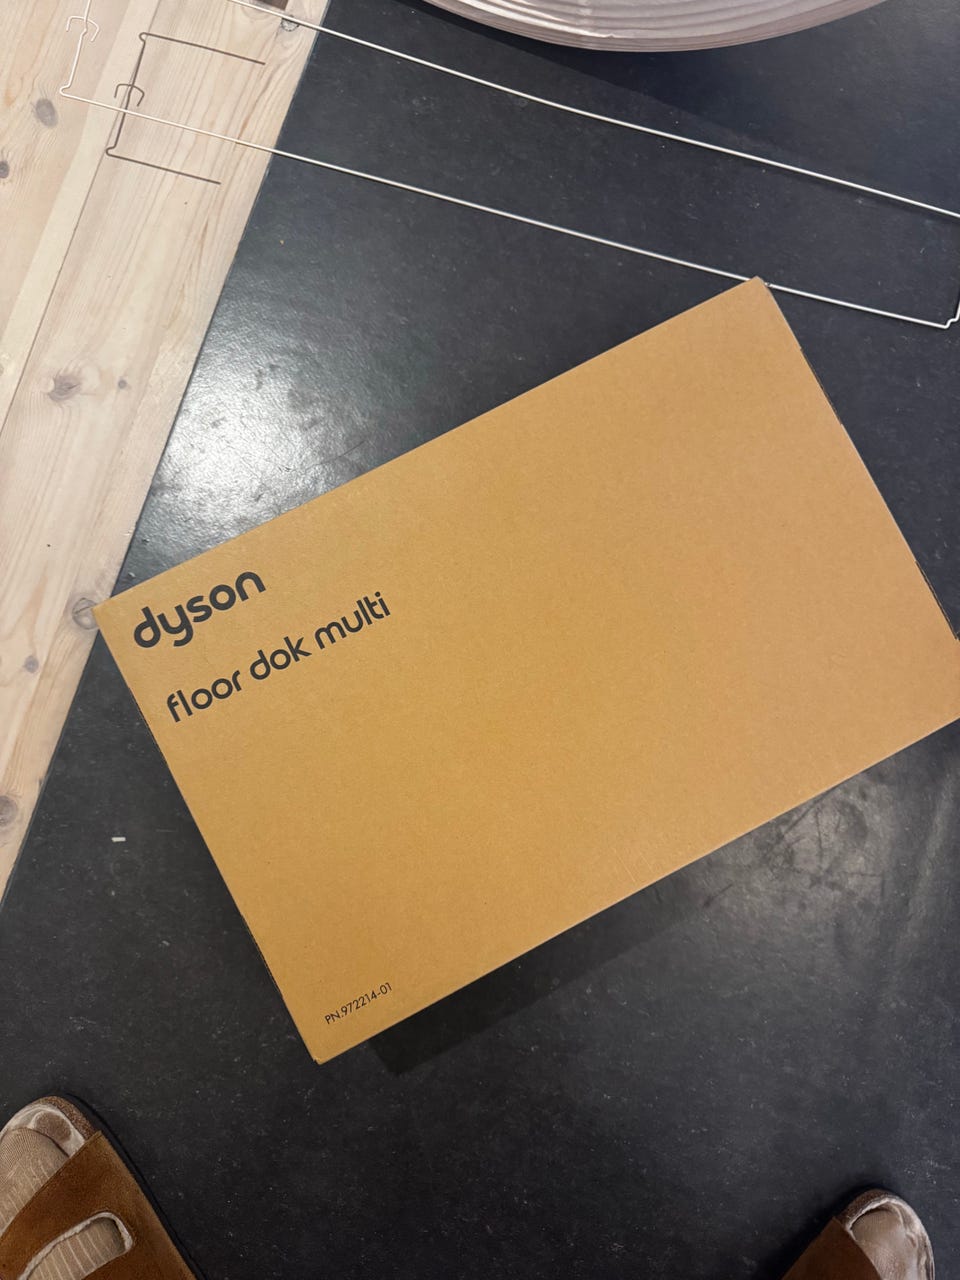 dyson
floor dok multi
PN.972214-01